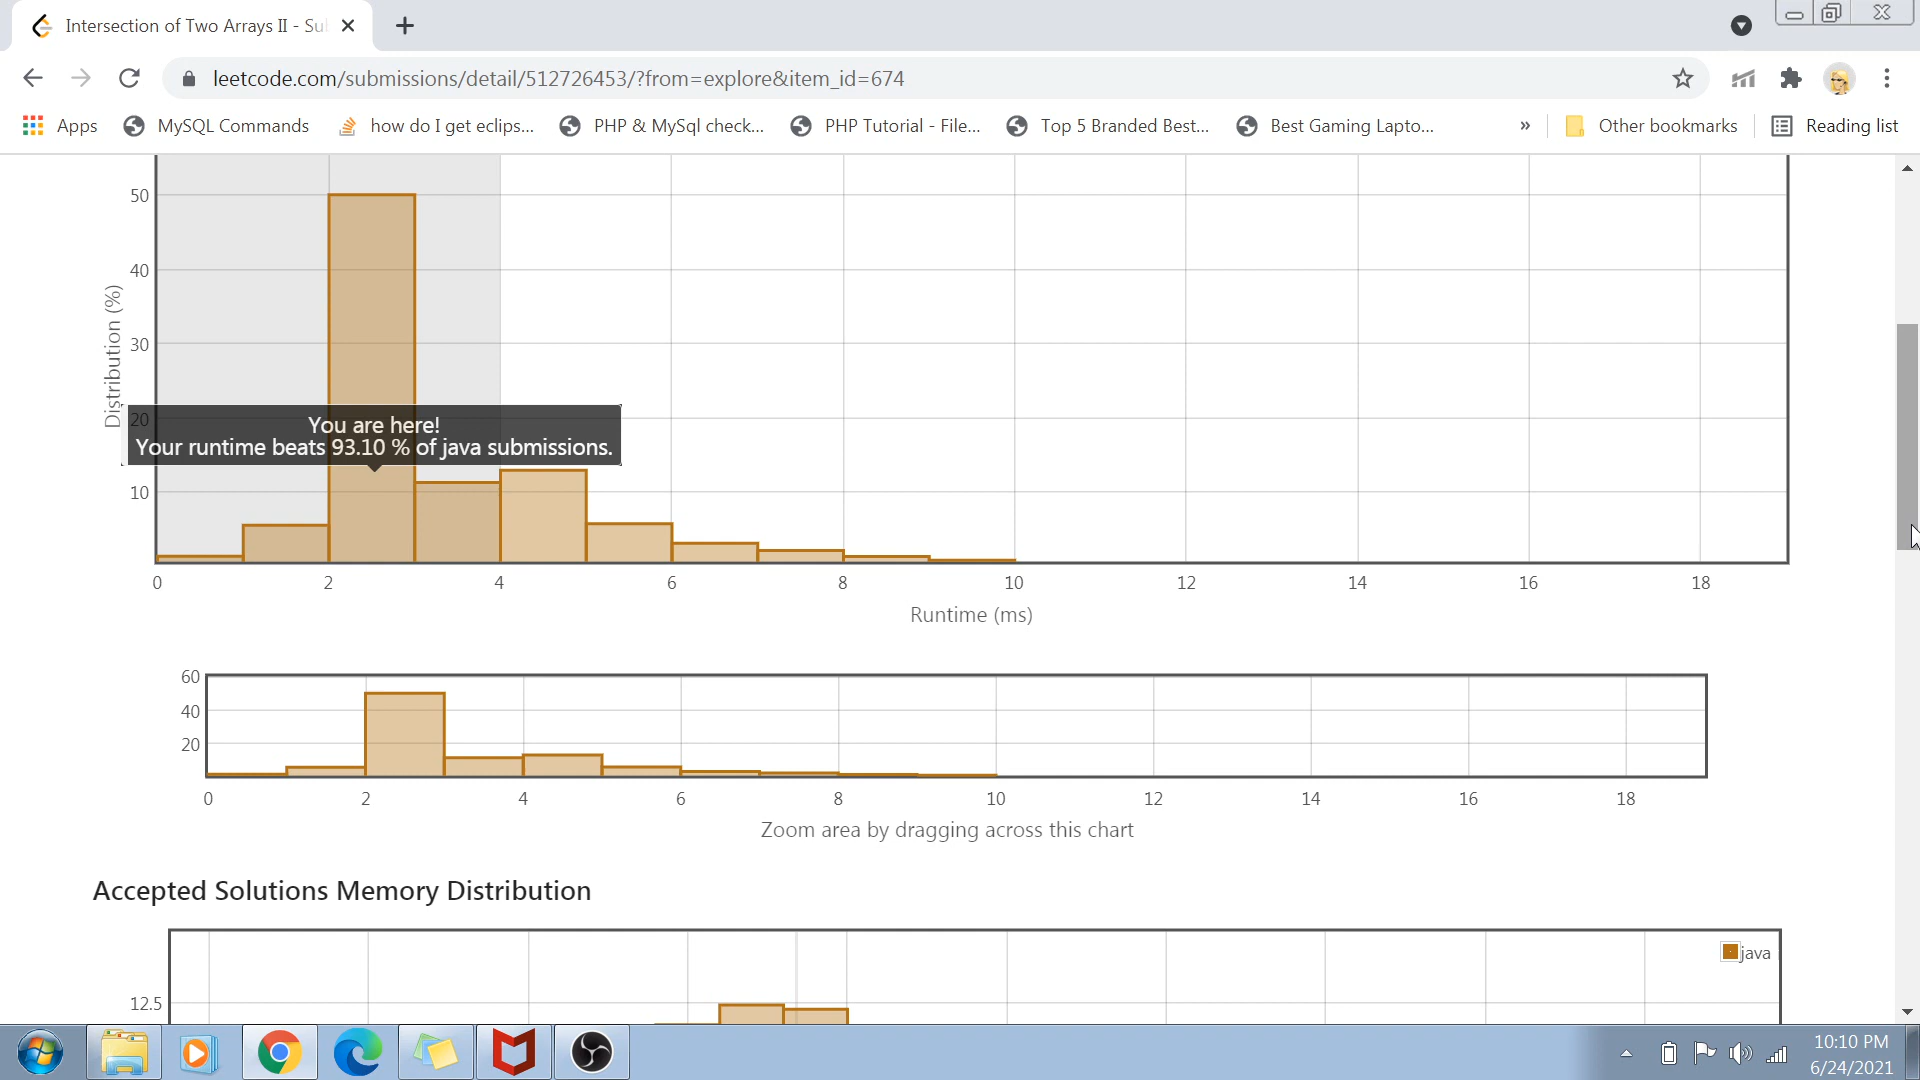 Intersection of Two Arrays II - Su
leetcode.com/submissions/detail/512726453/?from=explore&item_id=674
Apps
MySQL Commands
how do I get eclips...
PHP & MySql check...
PHP Tutorial - File...
Top 5 Branded Best...
Best Gaming Lapto...
»
Other bookmarks
Reading list
Distribution (%)
50
40
30
20
10
You are here!
Your runtime beats 93.10 % of java submissions.
0 2 4 6 8 10 12 14 16 18
Runtime (ms)
60
40
20
0 2 4 6 8 10 12 14 16 18
Zoom area by dragging across this chart
Accepted Solutions Memory Distribution
java
12.5
10:10 PM
6/24/2021